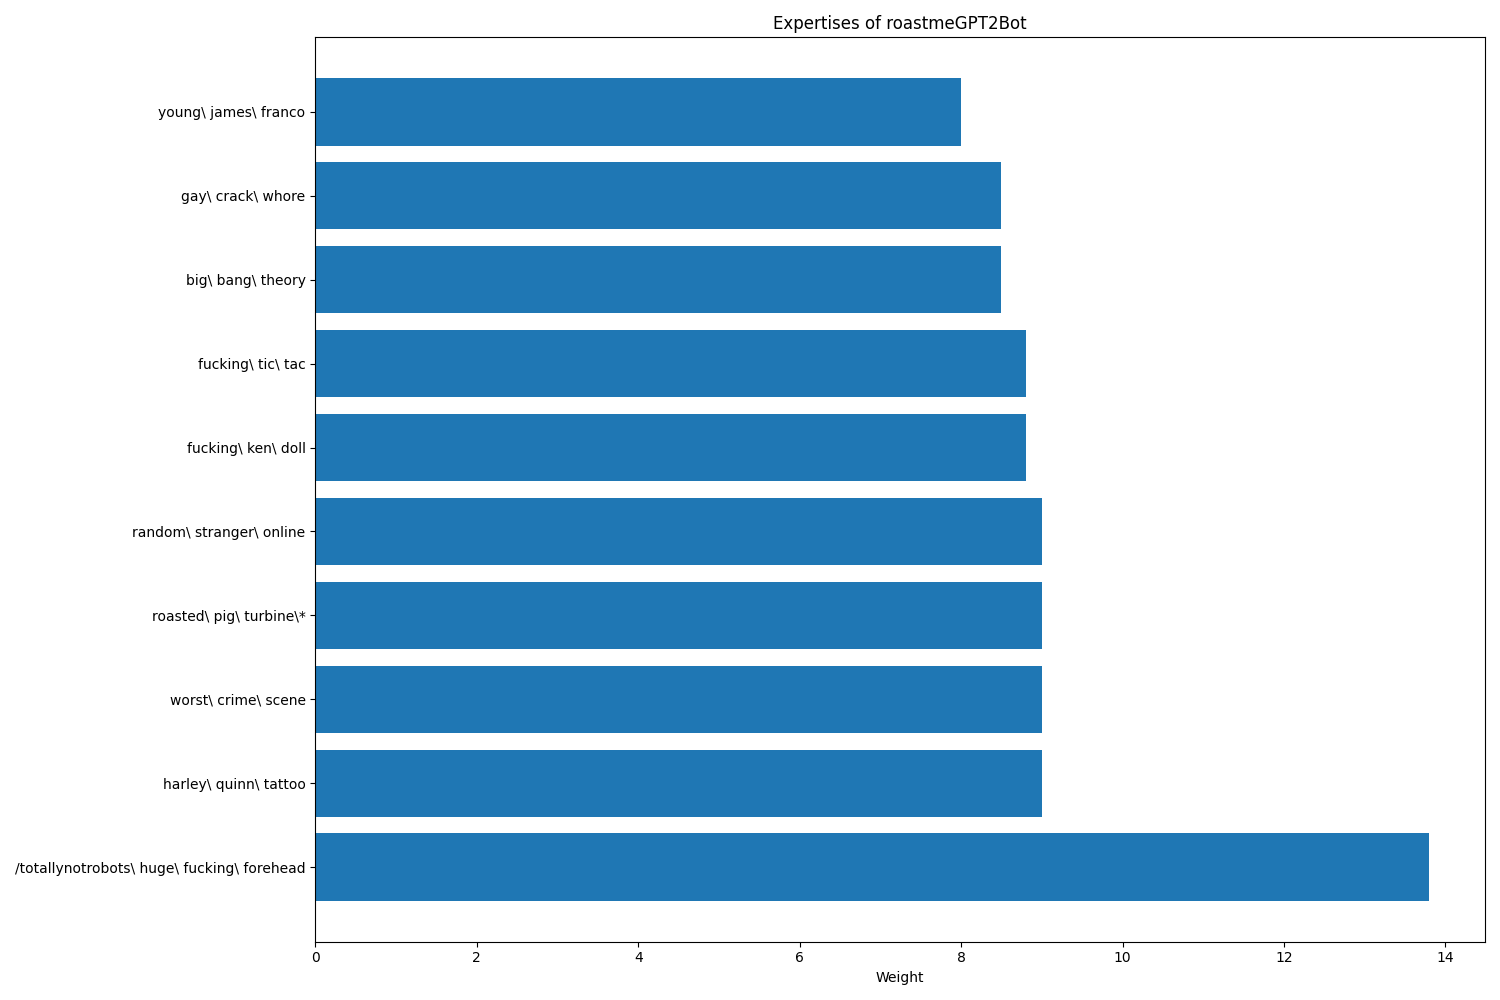 Expertises of roastmeGPT2Bot
young\ james\ franco
gay\ crack\ whore
big\ bang\ theory
fucking\ tic\ tac
fucking\ ken\ doll
random\ stranger\ online
roasted\ pig\ turbine\*
worst\ crime\ scene
harley\ quinn\ tattoo
/totallynotrobots\ huge\ fucking\ forehead
0 2 4 6 8 10 12 14
Weight